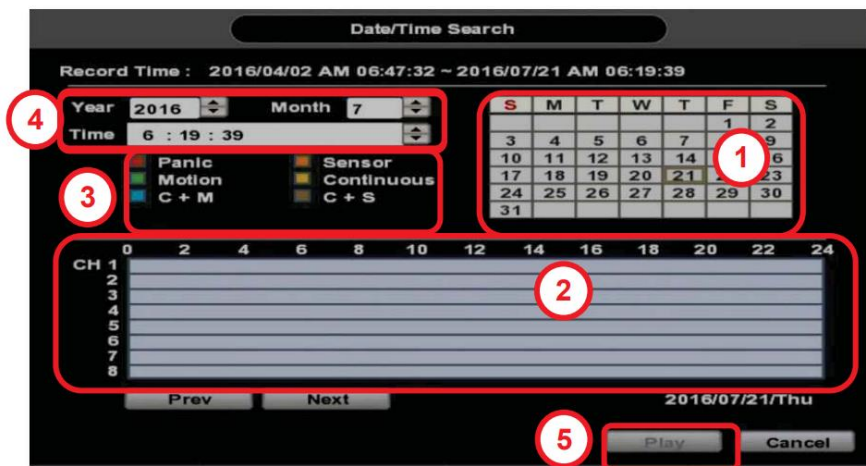 Date/Time Search
Record Time : 2016/04/02 AM 06:47:32 ~ 2016/07/21 AM 06:19:39
4
Year 2016 Month 7
Time 6 : 19 : 39
3
Panic Sensor
Motion Continuous
C + M C + S
S M T W T F S
1 2
3 4 5 6 7 9
10 11 12 13 14 1 6
17 18 19 20 21 23
24 25 26 27 28 29 30
31
0 2 4 6 8 10 12 14 16 18 20 22 24
CH 1
2
2
3
4
5
6
7
8
Prev Next 2016/07/21/Thu
5
Play Cancel